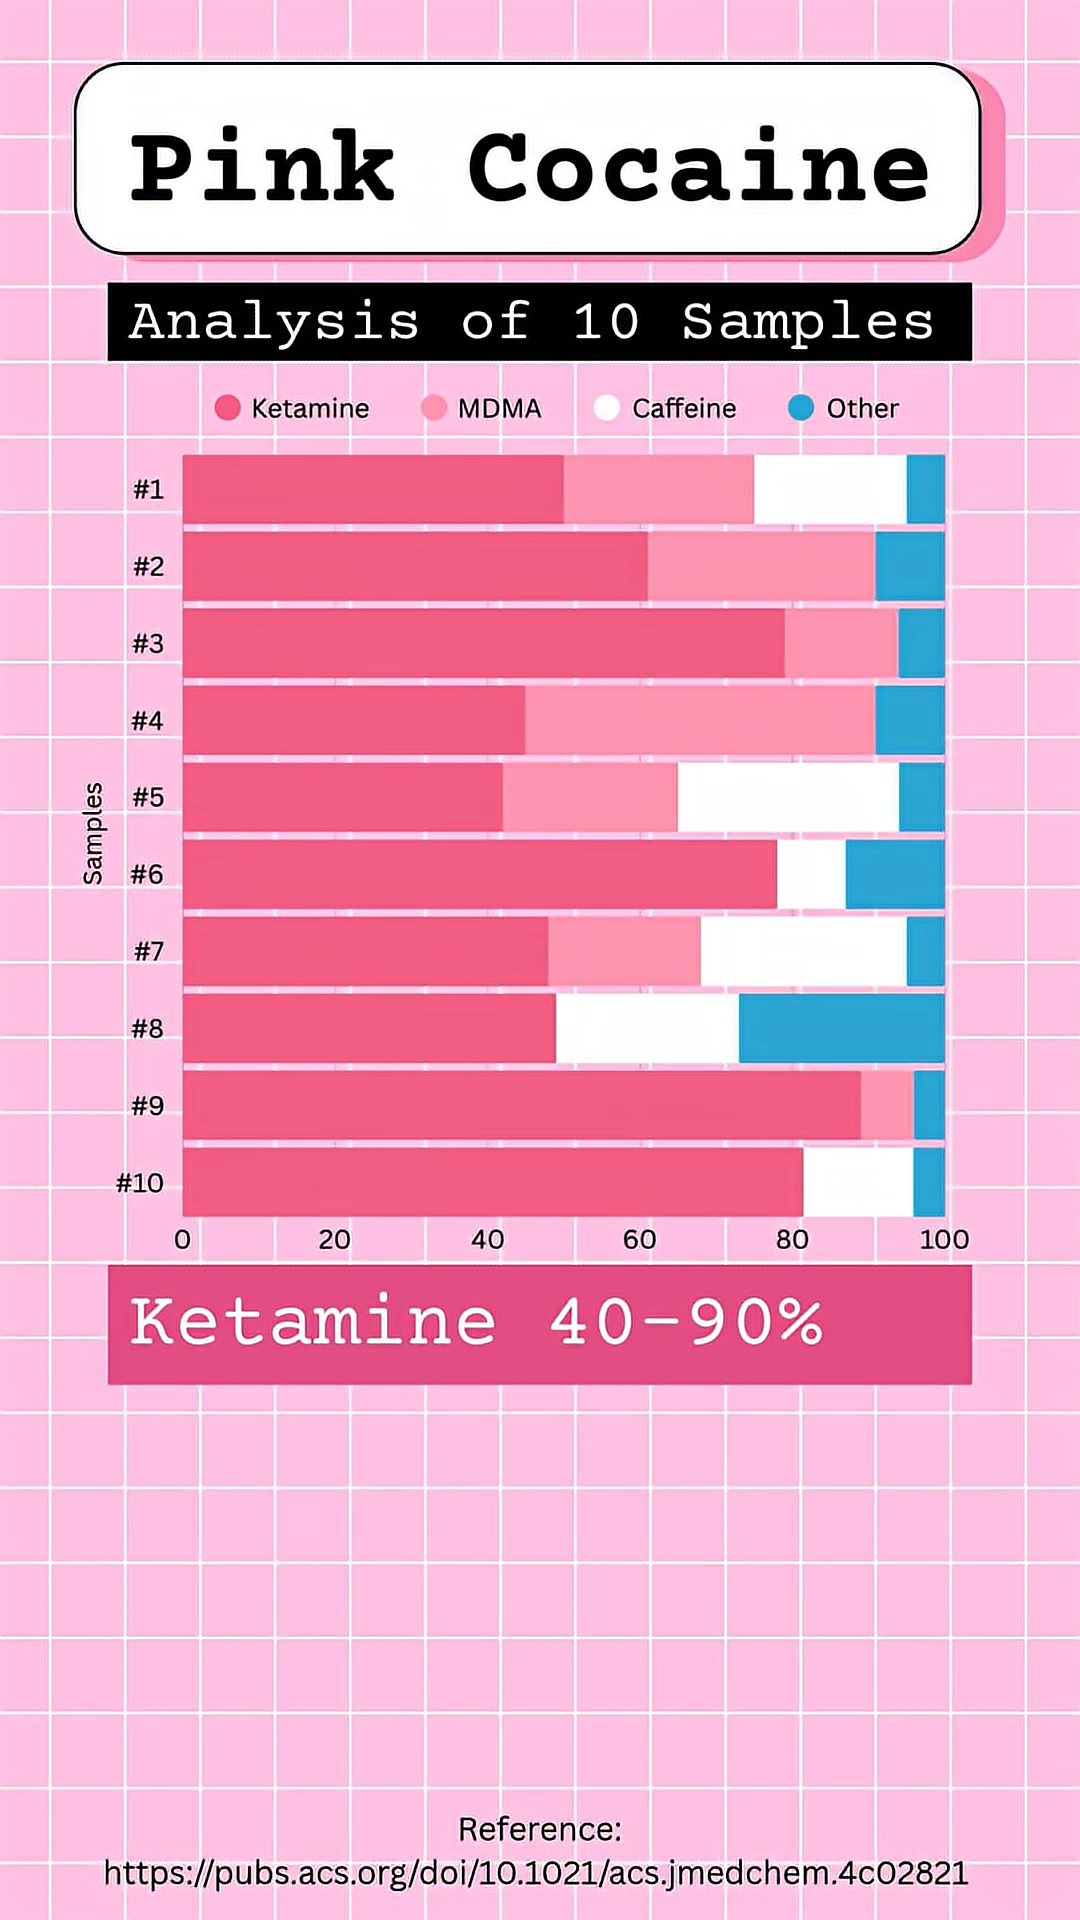 Pink Cocaine
Analysis of 10 Samples
Ketamine MDMA Caffeine Other
#1
#2
#3
#4
#5
Samples
#6
#7
#8
#9
#10
0 20 40 60 80 100
Ketamine 40-90%
Reference:
https://pubs.acs.org/doi/10.1021/acs.jmedchem.4c02821